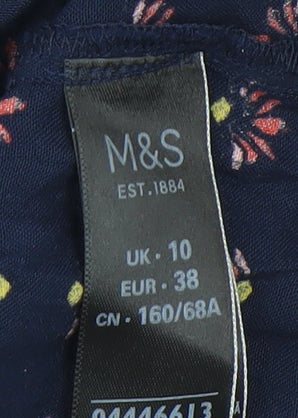 M&S
EST.1884
UK · 10
EUR · 38
CN · 160/68A